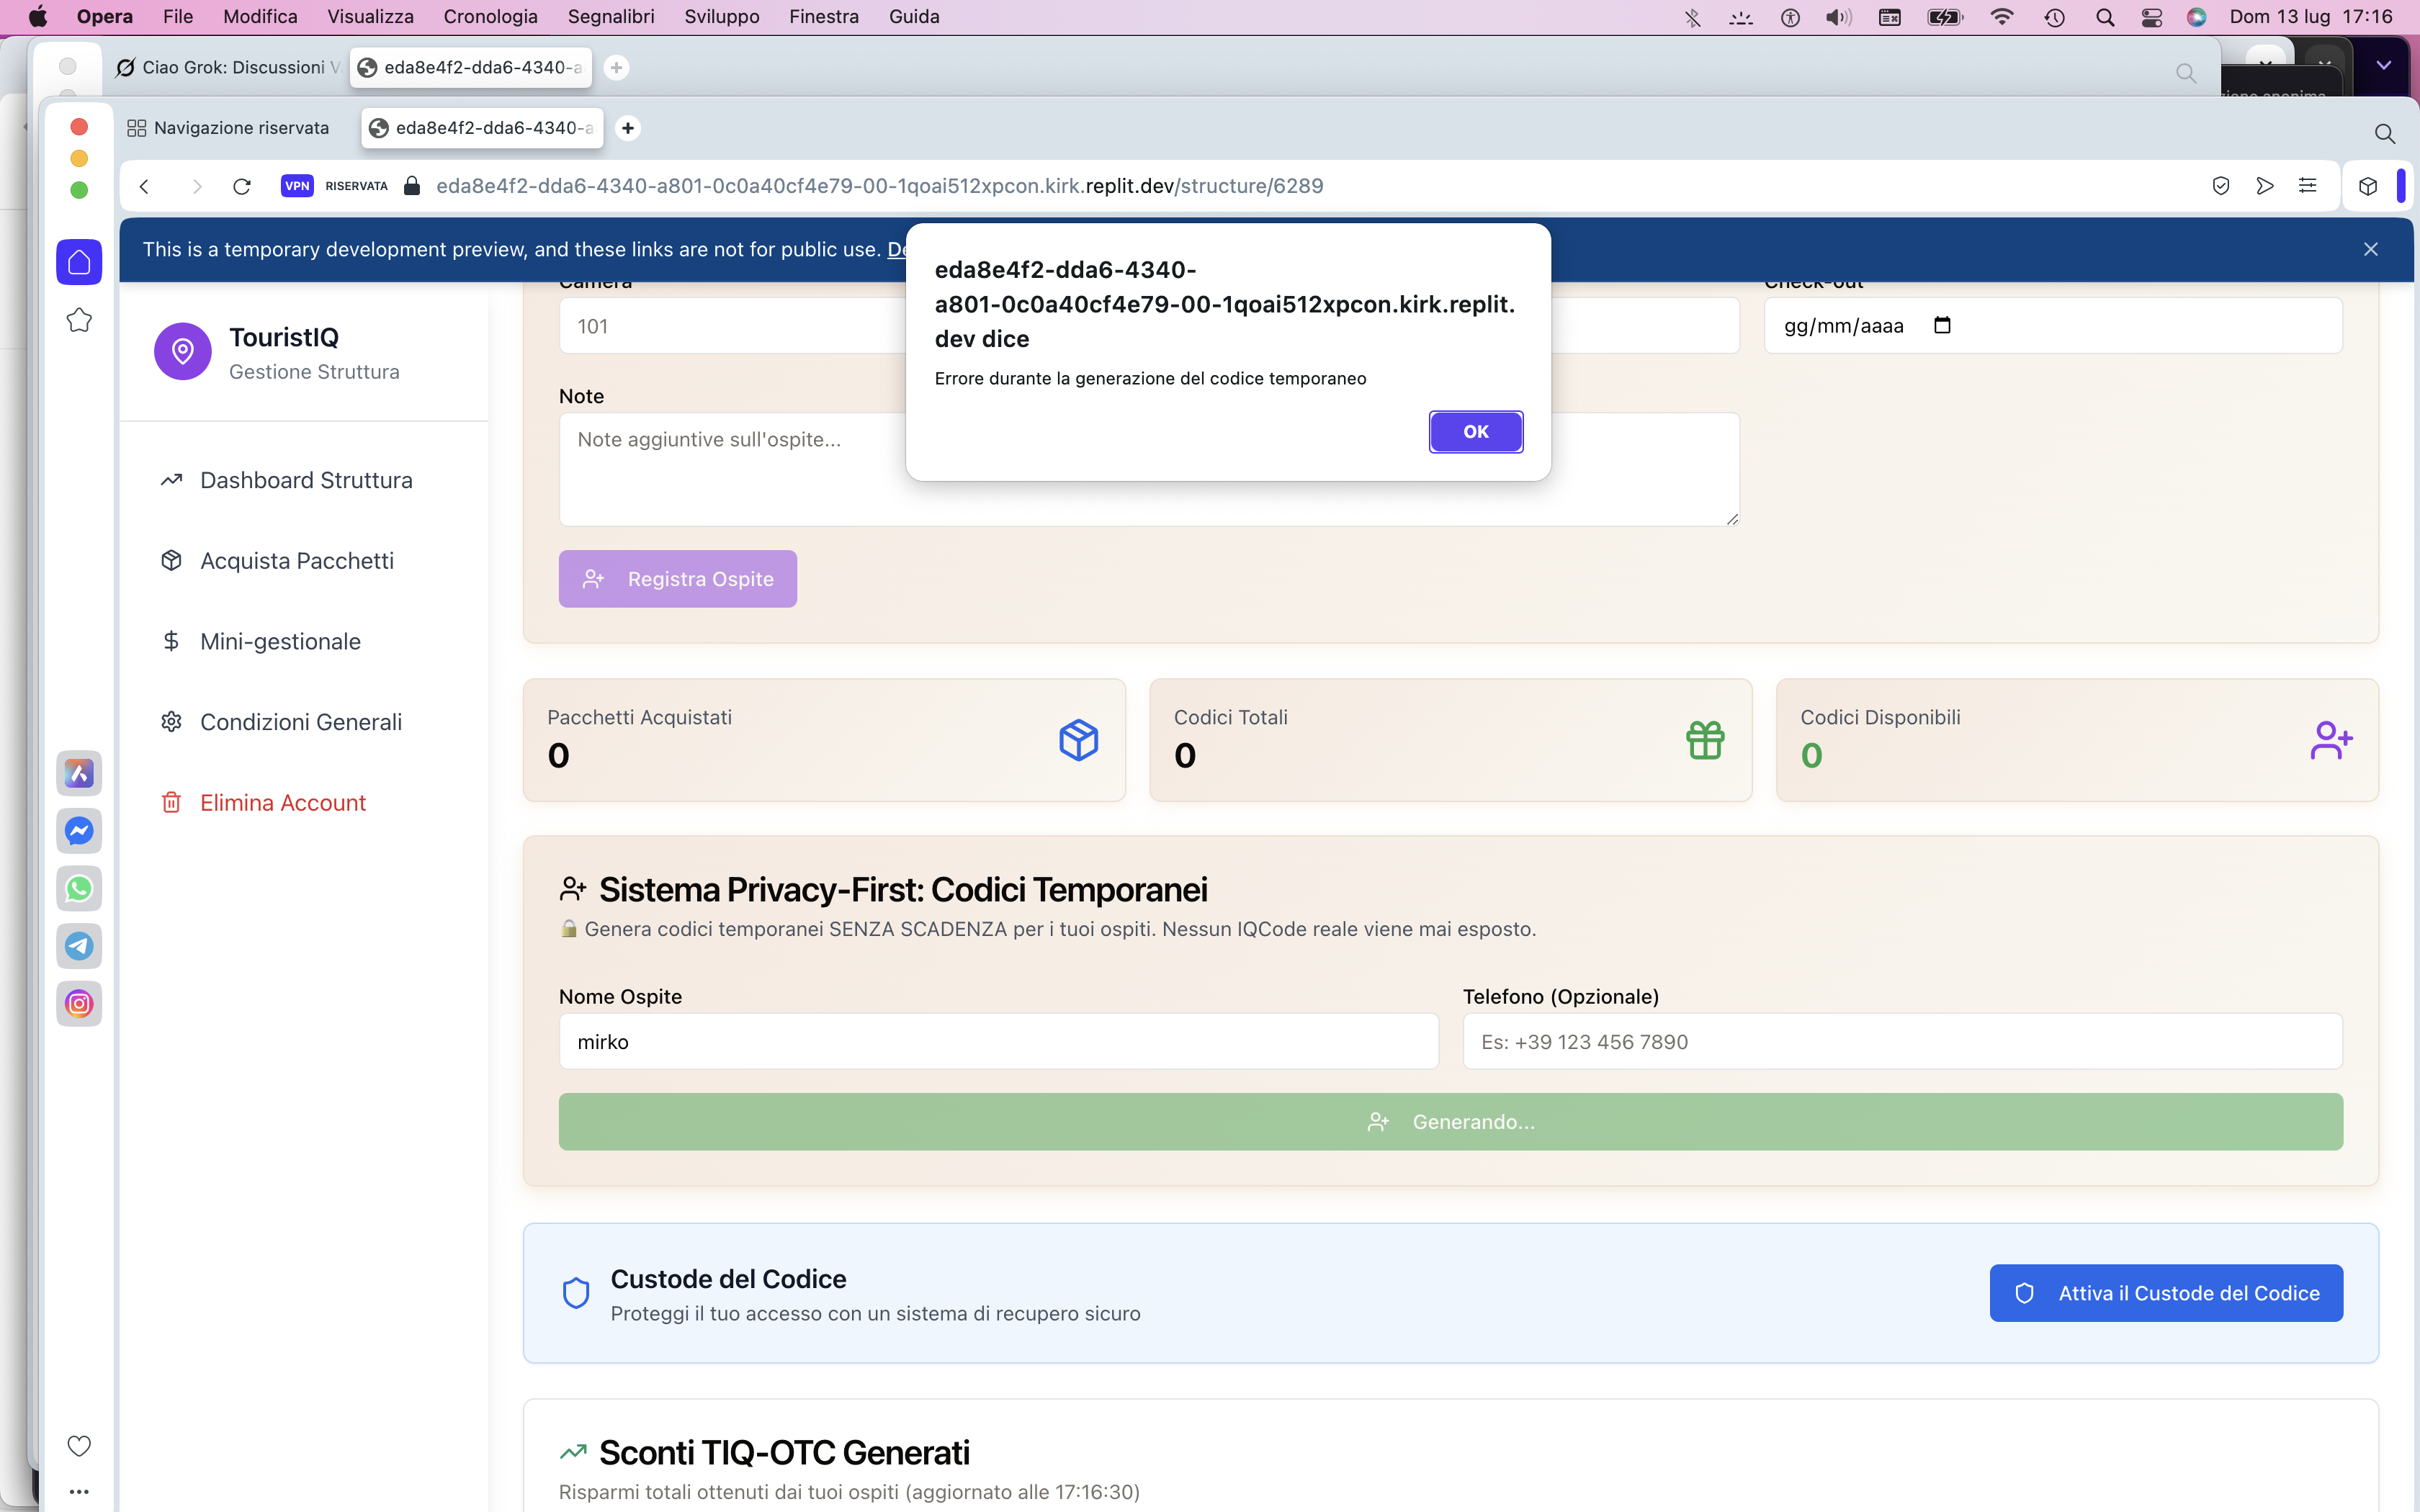 Opera File Modifica Visualizza Cronologia Segnalibri Sviluppo Finestra Guida Dom 13 lug 17:16
Ciao Grok: Discussioni V
eda8e4f2-dda6-4340-a
Navigazione riservata
eda8e4f2-dda6-4340-a
VPN RISERVATA eda8e4f2-dda6-4340-a801-0c0a40cf4e79-00-1qoai512xpcon.kirk.replit.dev/structure/6289
This is a temporary development preview, and these links are not for public use. De
eda8e4f2-dda6-4340-
a801-0c0a40cf4e79-00-1qoai512xpcon.kirk.replit.
dev dice
Errore durante la generazione del codice temporaneo
OK
TouristIQ
Gestione Struttura
Dashboard Struttura
Acquista Pacchetti
Mini-gestionale
Condizioni Generali
Elimina Account
Camera
101
Check-out
gg/mm/aaaa
Note
Note aggiuntive sull'ospite...
Registra Ospite
Pacchetti Acquistati
0
Codici Totali
0
Codici Disponibili
0
Sistema Privacy-First: Codici Temporanei
🔒 Genera codici temporanei SENZA SCADENZA per i tuoi ospiti. Nessun IQCode reale viene mai esposto.
Nome Ospite
mirko
Telefono (Opzionale)
Es: +39 123 456 7890
Generando...
Custode del Codice
Proteggi il tuo accesso con un sistema di recupero sicuro
Attiva il Custode del Codice
Sconti TIQ-OTC Generati
Risparmi totali ottenuti dai tuoi ospiti (aggiornato alle 17:16:30)